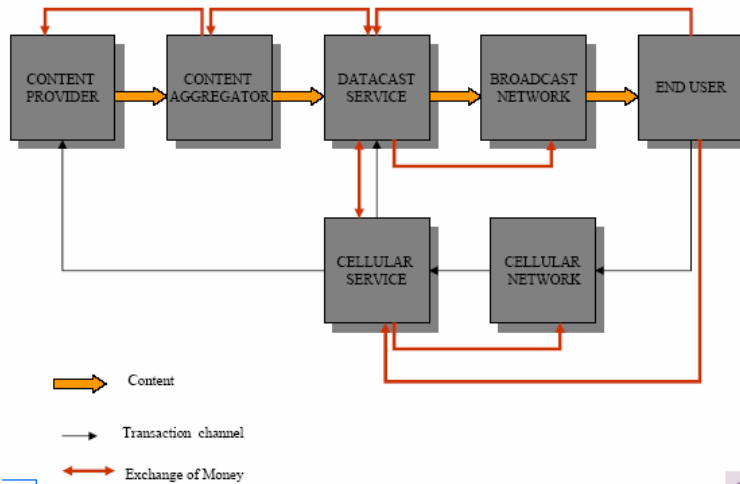 CONTENT
PROVIDER
CONTENT
AGGREGATOR
DATACAST
SERVICE
BROADCAST
NETWORK
END USER
CELLULAR
SERVICE
CELLULAR
NETWORK
Content
Transaction channel
Exchange of Money